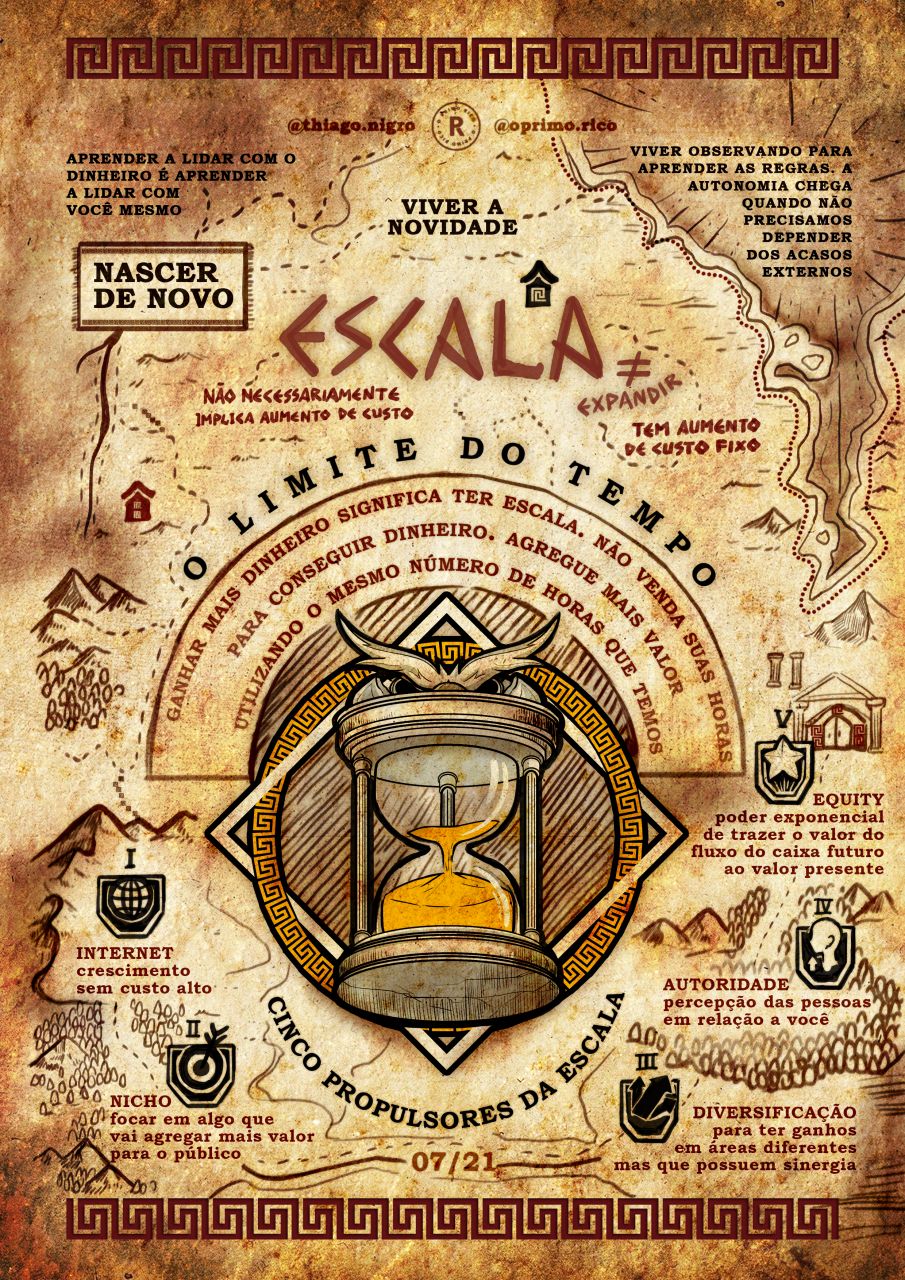 @thiago.nigro
R
@oprimo.rico
APRENDER A LIDAR COM O
DINHEIRO É APRENDER
A LIDAR COM
VOCÊ MESMO
VIVER A
NOVIDADE
VIVER OBSERVANDO PARA
APRENDER AS REGRAS. A
AUTONOMIA CHEGA
QUANDO NÃO
PRECISAMOS
DEPENDER
DOS ACASOS
EXTERNOS
NASCER
DE NOVO
ESCALA
≠
EXPANDIR
NÃO NECESSARIAMENTE
IMPLICA AUMENTO DE CUSTO
TEM AUMENTO
DE CUSTO FIXO
O LIMITE DO TEMPO
GANHAR MAIS DINHEIRO SIGNIFICA TER ESCALA. NÃO VENDA SUAS HORAS
PARA CONSEGUIR DINHEIRO. AGREGUE MAIS VALOR
UTILIZANDO O MESMO NÚMERO DE HORAS QUE TEMOS
V
EQUITY
poder exponencial
de trazer o valor do
fluxo do caixa futuro
ao valor presente
I
INTERNET
crescimento
sem custo alto
IV
AUTORIDADE
percepção das pessoas
em relação a você
II
NICHO
focar em algo que
vai agregar mais valor
para o público
CINCO PROPULSORES DA ESCALA
III
DIVERSIFICAÇÃO
para ter ganhos
em áreas diferentes
mas que possuem sinergia
07/21